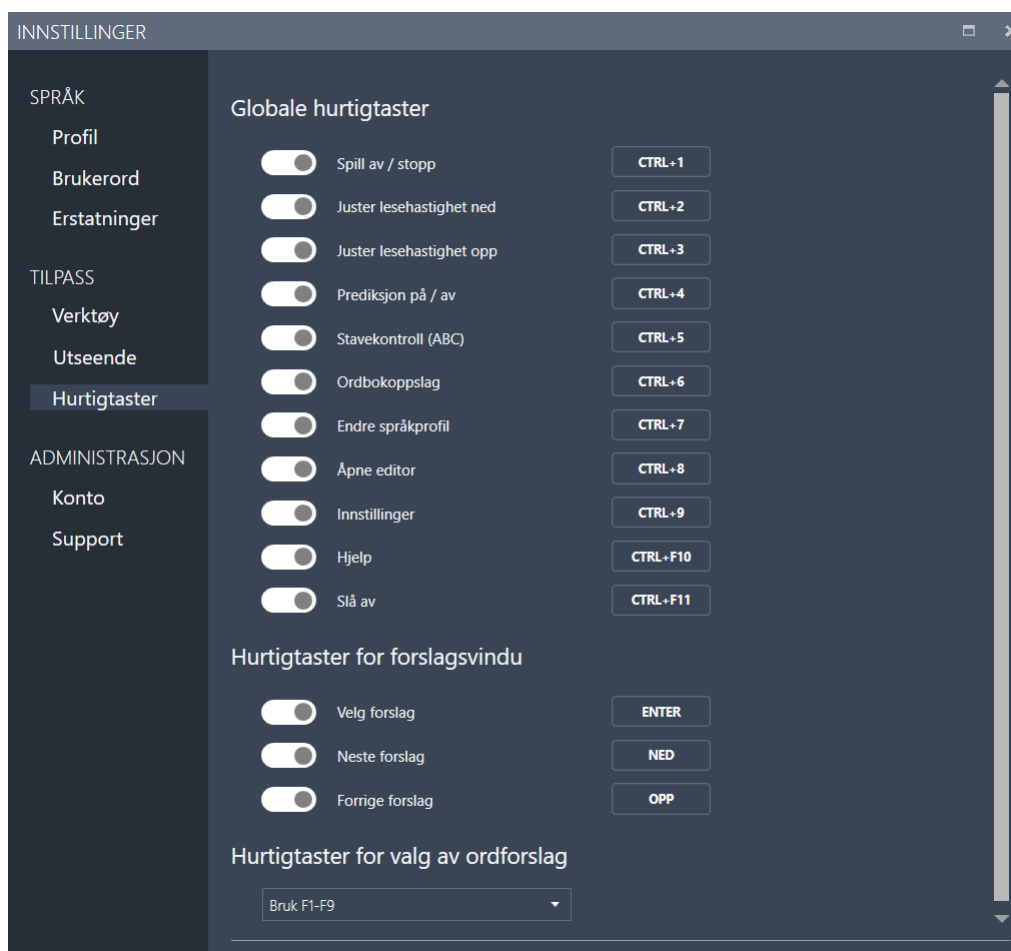 INNSTILLINGER
SPRÅK
Profil
Brukerord
Erstatninger
TILPASS
Verktøy
Utseende
Hurtigtaster
ADMINISTRASJON
Konto
Support
Globale hurtigtaster
Spill av / stopp CTRL+1
Juster lesehastighet ned CTRL+2
Juster lesehastighet opp CTRL+3
Prediksjon på / av CTRL+4
Stavekontroll (ABC) CTRL+5
Ordbokoppslag CTRL+6
Endre språkprofil CTRL+7
Åpne editor CTRL+8
Innstillinger CTRL+9
Hjelp CTRL+F10
Slå av CTRL+F11
Hurtigtaster for forslagsvindu
Velg forslag ENTER
Neste forslag NED
Forrige forslag OPP
Hurtigtaster for valg av ordforslag
Bruk F1-F9